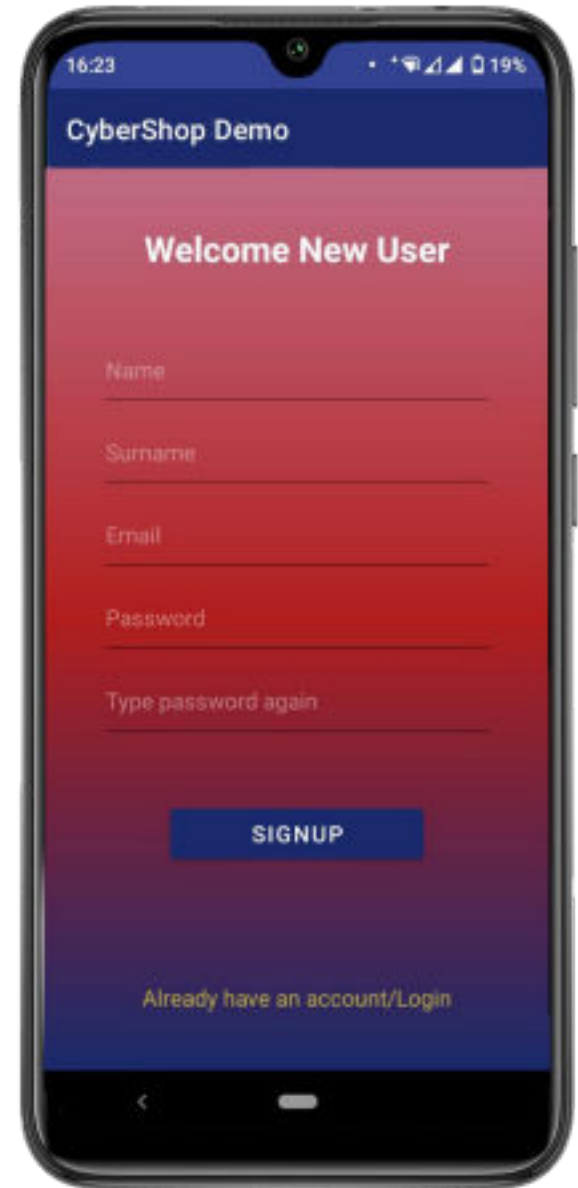 16:23
19%
CyberShop Demo
Welcome New User
Name
Surname
Email
Password
Type password again
SIGNUP
Already have an account/Login